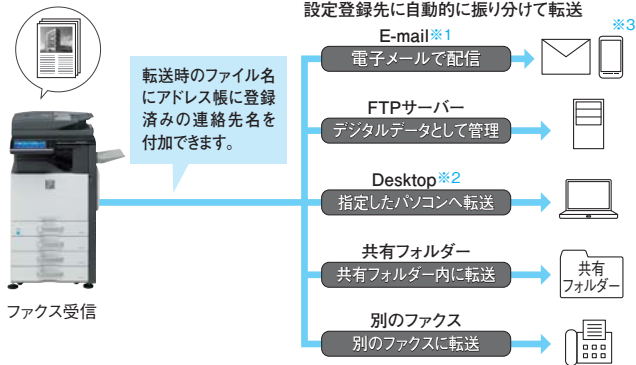 設定登録先に自動的に振り分けて転送
E-mail※1
※3
電子メールで配信
転送時のファイル名
にアドレス帳に登録
済みの連絡先名を
付加できます。
FTPサーバー
デジタルデータとして管理
Desktop※2
指定したパソコンへ転送
共有フォルダー
共有フォルダー内に転送
共有
フォルダー
ファクス受信
別のファクス
別のファクスに転送